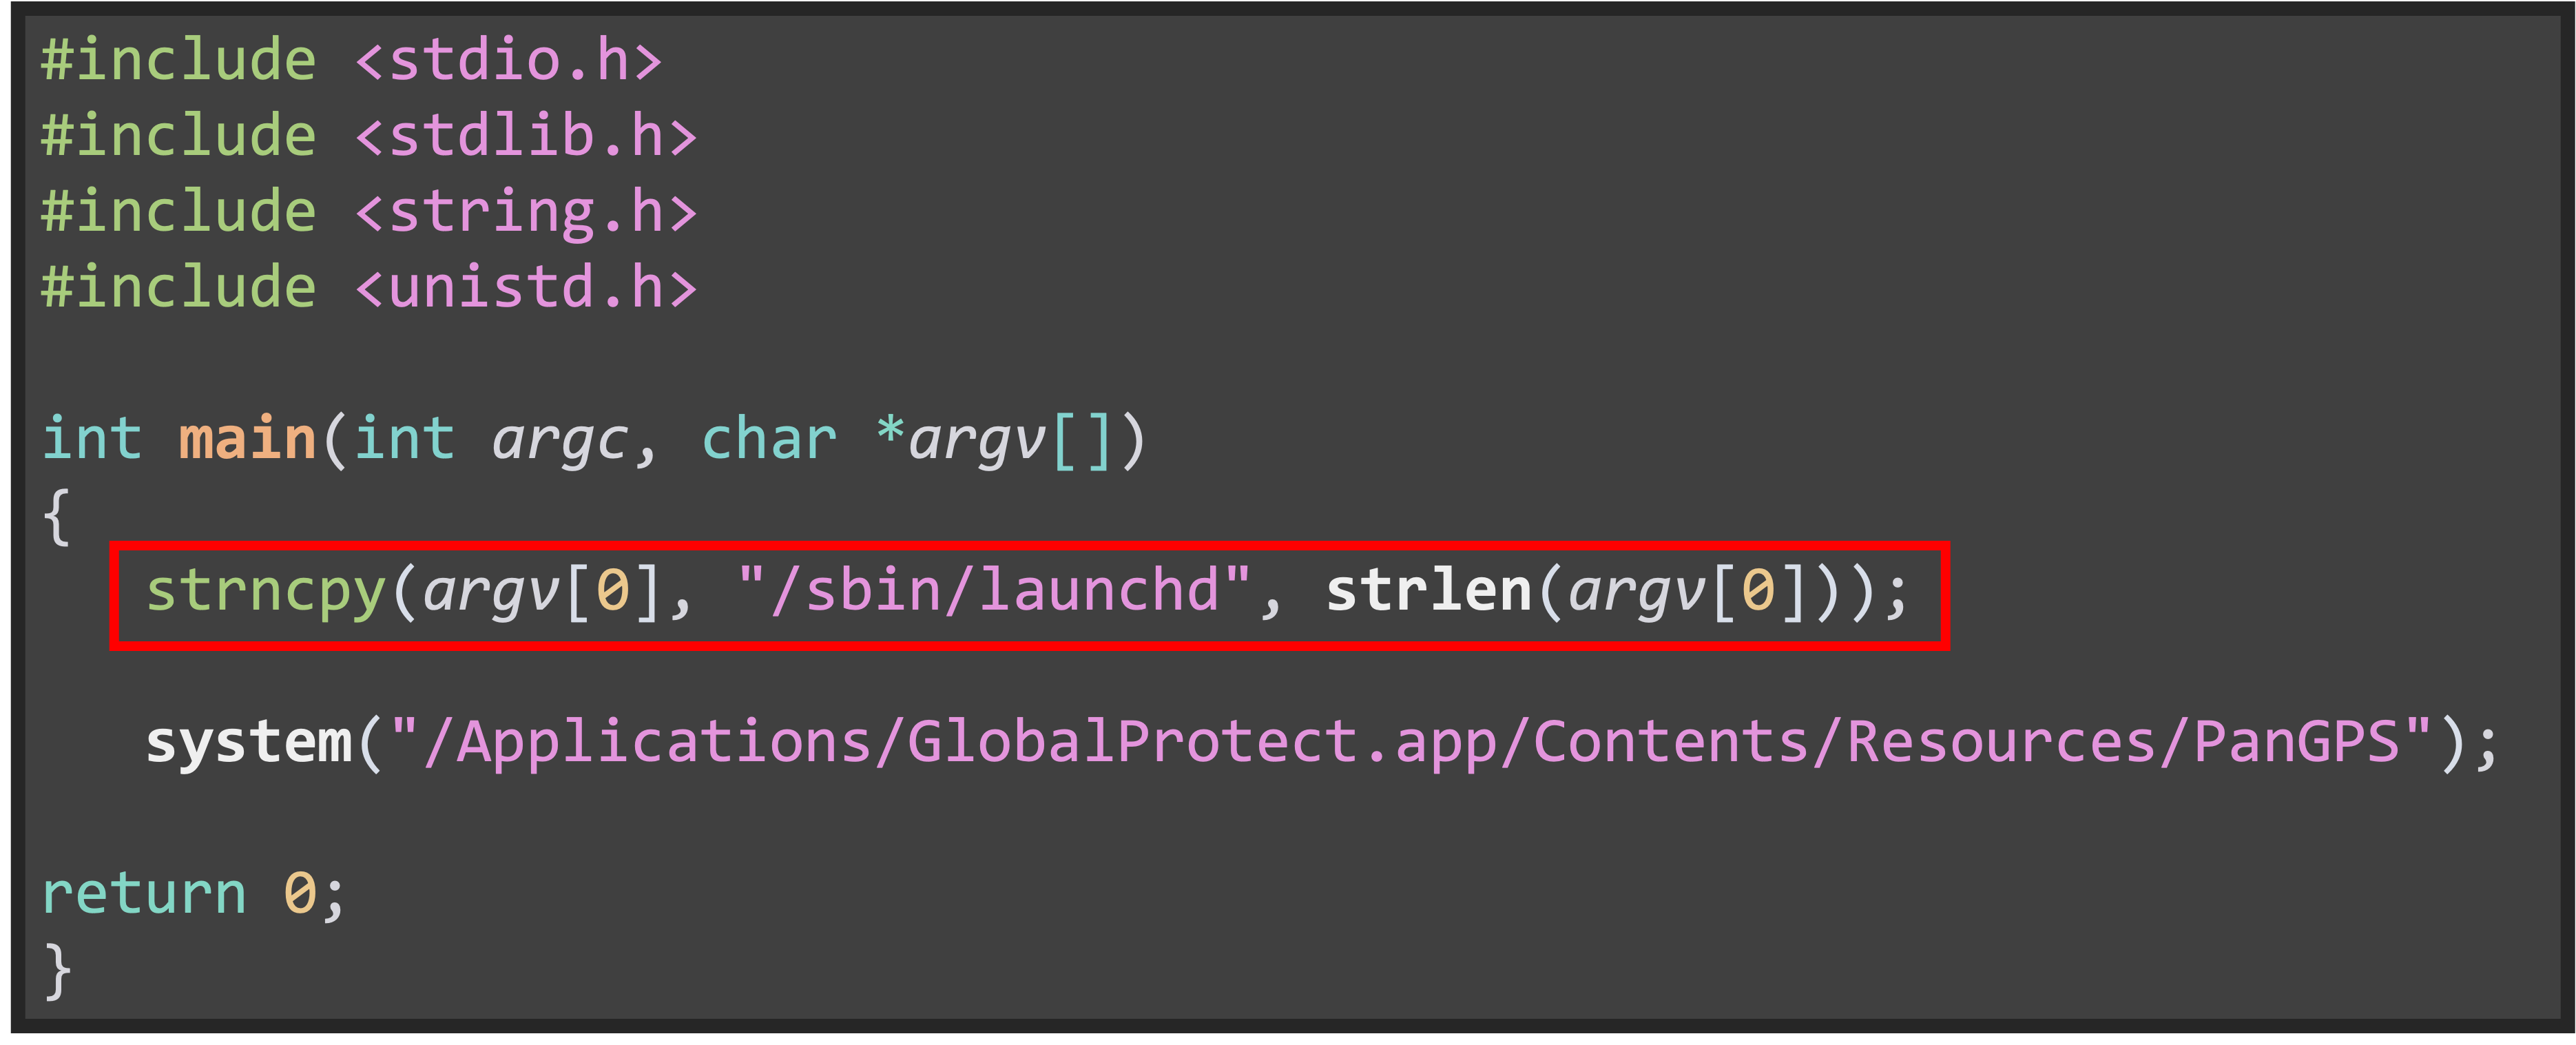 #include <stdio.h>
#include <stdlib.h>
#include <string.h>
#include <unistd.h>
int main(int argc, char *argv[])
{
strncpy(argv[0], "/sbin/launchd", strlen(argv[0]));
system("/Applications/GlobalProtect.app/Contents/Resources/PanGPS");
return 0;
}